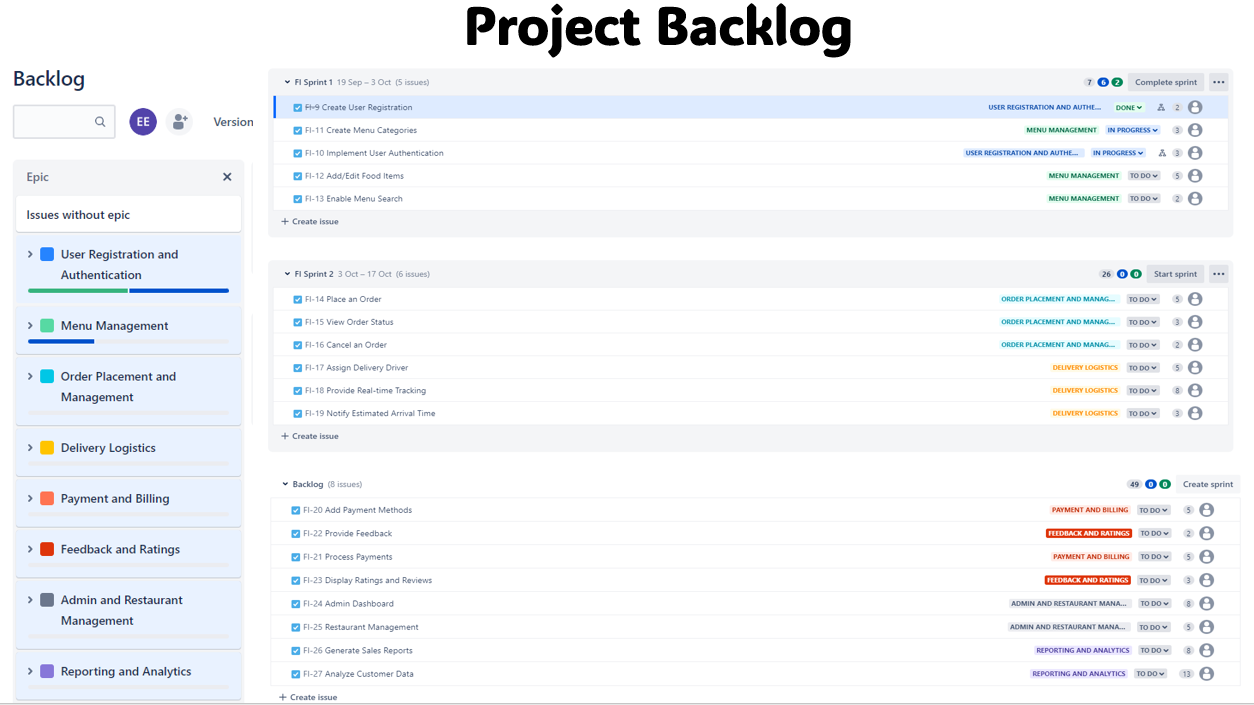 Project Backlog
Backlog
EE
Version
Epic
Issues without epic
User Registration and
Authentication
Menu Management
Order Placement and
Management
Delivery Logistics
Payment and Billing
Feedback and Ratings
Admin and Restaurant
Management
Reporting and Analytics
FI Sprint 1 19 Sep – 3 Oct (5 issues) 7 6 2 Complete sprint
FI-9 Create User Registration USER REGISTRATION AND AUTHE... DONE 2
FI-11 Create Menu Categories MENU MANAGEMENT IN PROGRESS 3
FI-10 Implement User Authentication USER REGISTRATION AND AUTHE... IN PROGRESS 3
FI-12 Add/Edit Food Items MENU MANAGEMENT TO DO 5
FI-13 Enable Menu Search MENU MANAGEMENT TO DO 2
+ Create issue
FI Sprint 2 3 Oct – 17 Oct (6 issues) 26 0 0 Start sprint
FI-14 Place an Order ORDER PLACEMENT AND MANAG... TO DO 5
FI-15 View Order Status ORDER PLACEMENT AND MANAG... TO DO 3
FI-16 Cancel an Order ORDER PLACEMENT AND MANAG... TO DO 2
FI-17 Assign Delivery Driver DELIVERY LOGISTICS TO DO 5
FI-18 Provide Real-time Tracking DELIVERY LOGISTICS TO DO 8
FI-19 Notify Estimated Arrival Time DELIVERY LOGISTICS TO DO 3
+ Create issue
Backlog (8 issues) 49 0 0 Create sprint
FI-20 Add Payment Methods PAYMENT AND BILLING TO DO 5
FI-22 Provide Feedback FEEDBACK AND RATINGS TO DO 2
FI-21 Process Payments PAYMENT AND BILLING TO DO 5
FI-23 Display Ratings and Reviews FEEDBACK AND RATINGS TO DO 3
FI-24 Admin Dashboard ADMIN AND RESTAURANT MANA... TO DO 8
FI-25 Restaurant Management ADMIN AND RESTAURANT MANA... TO DO 5
FI-26 Generate Sales Reports REPORTING AND ANALYTICS TO DO 8
FI-27 Analyze Customer Data REPORTING AND ANALYTICS TO DO 13
+ Create issue